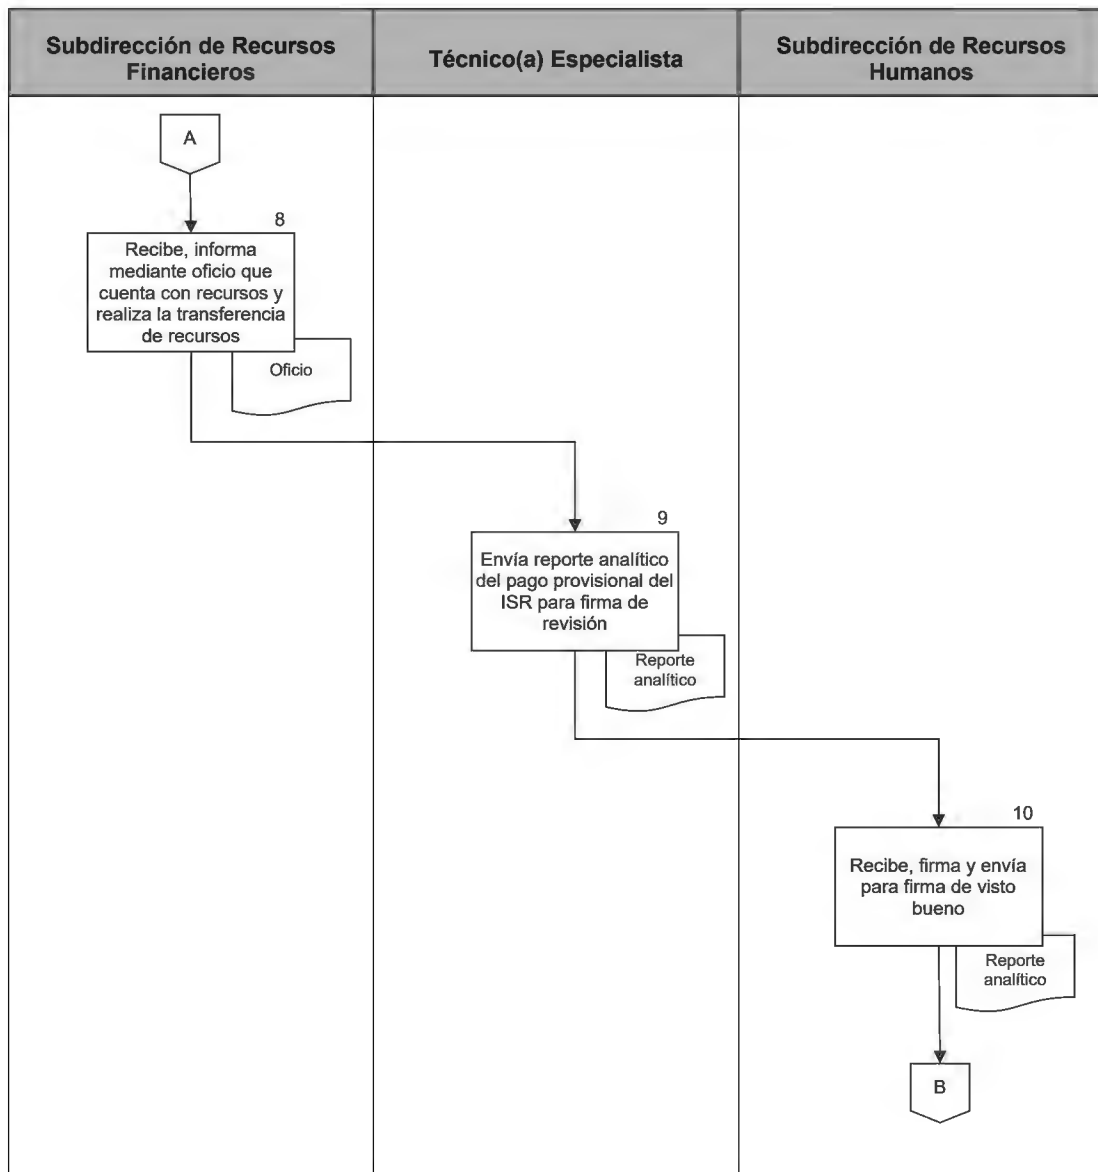 Subdirección de Recursos
Financieros
Técnico(a) Especialista
Subdirección de Recursos
Humanos
A
8
Recibe, informa
mediante oficio que
cuenta con recursos y
realiza la transferencia
de recursos
Oficio
9
Envía reporte analítico
del pago provisional del
ISR para firma de
revisión
Reporte
analítico
10
Recibe, firma y envía
para firma de visto
bueno
Reporte
analítico
B